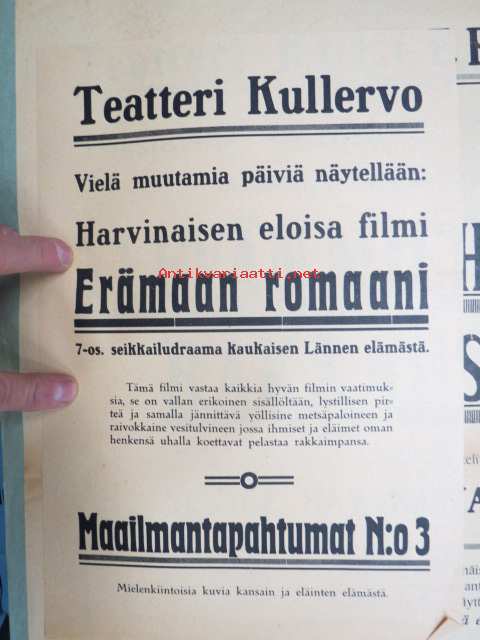 Teatteri Kullervo
Vielä muutamia päiviä näytellään:
Harvinaisen eloisa filmi
Antikvariaatti.net
Erämaan romaani
7-os. seikkailudraama kaukaisen Lännen elämästä.
Tämä filmi vastaa kaikkia hyvän filmin vaatimuk-
sia, se on vallan erikoinen sisällöltään, lystillisen pir-
teä ja samalla jännittävä yöllisine metsäpaloineen ja
raivokkaine vesitulvineen jossa ihmiset ja eläimet oman
henkensä uhalla koettavat pelastaa rakkaimpansa.
Maailmantapahtumat N:o 3
Mielenkiintoisia kuvia kansain ja eläinten elämästä.